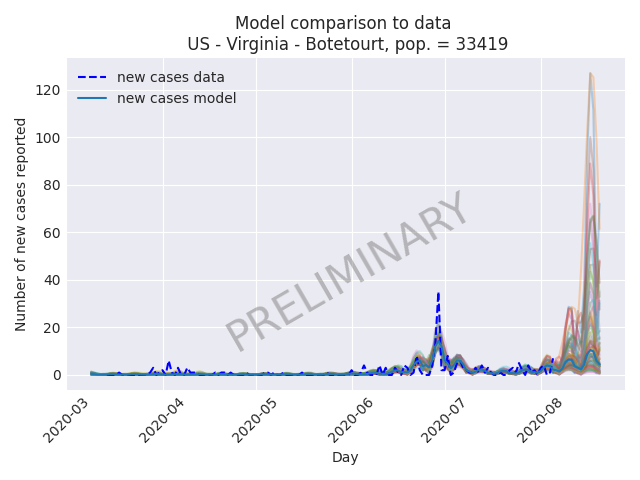 Model comparison to data
US - Virginia - Botetourt, pop. = 33419
new cases data
new cases model
PRELIMINARY
Number of new cases reported
120
100
80
60
40
20
0
2020-03
2020-04
2020-05
2020-06
2020-07
2020-08
Day